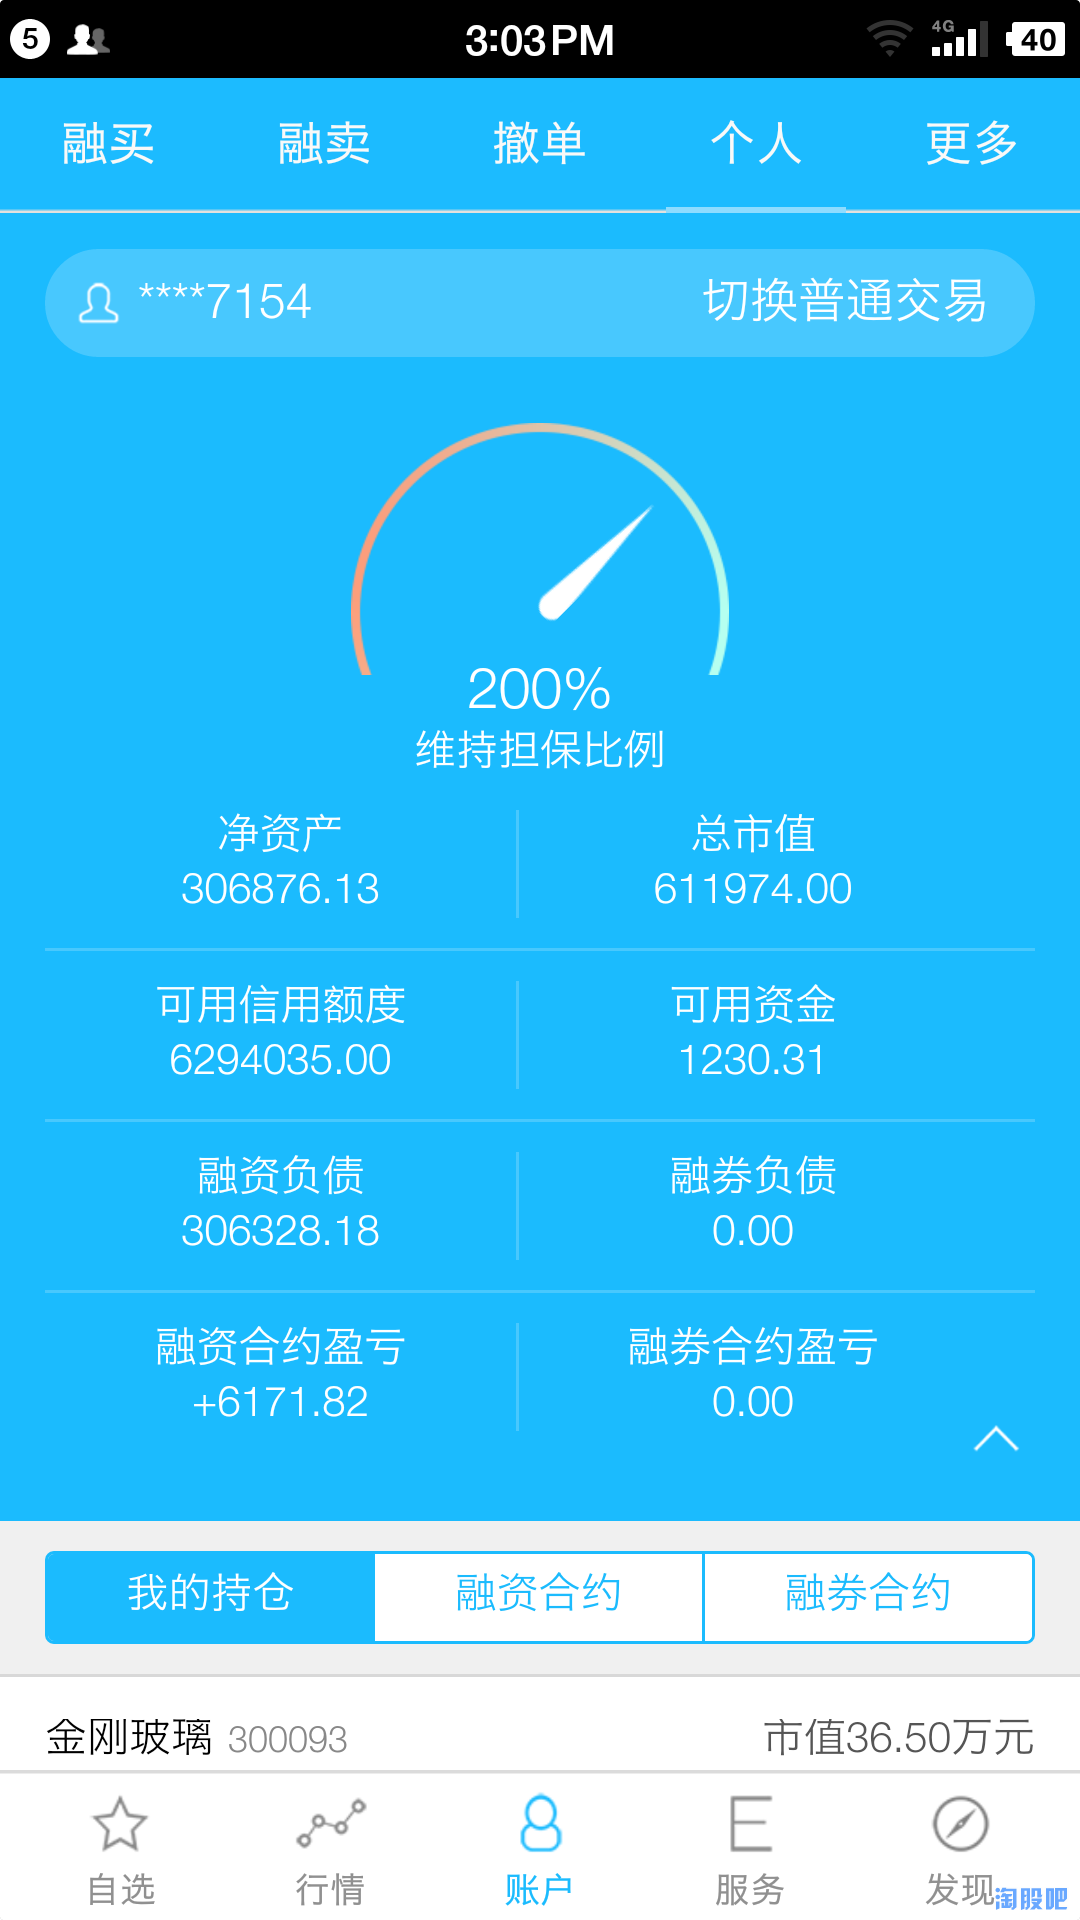 5 3:03PM 4G 40
融买 融卖 撤单 个人 更多
****7154 切换普通交易
200%
维持担保比例
净资产 总市值
306876.13 611974.00
可用信用额度 可用资金
6294035.00 1230.31
融资负债 融券负债
306328.18 0.00
融资合约盈亏 融券合约盈亏
+6171.82 0.00
我的持仓 融资合约 融券合约
金刚玻璃 300093 市值36.50万元
自选 行情 账户 服务 发现
淘股吧